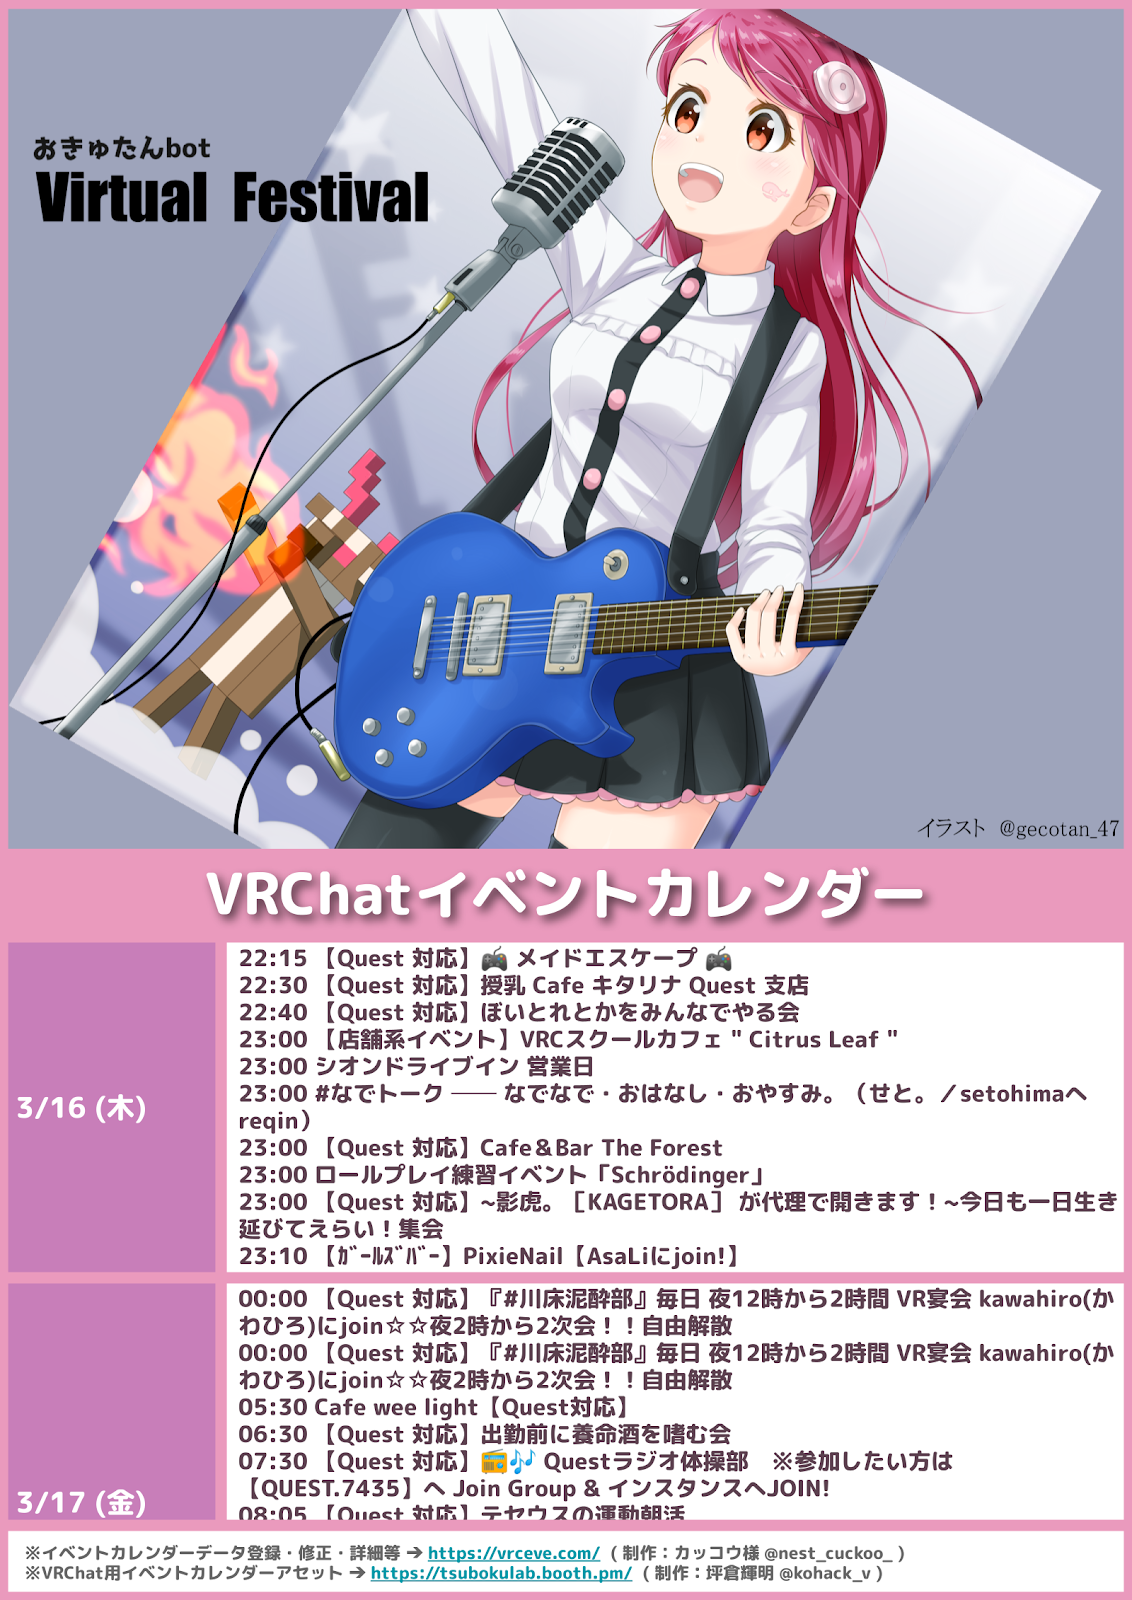 おきゅたんbot
Virtual Festival
イラスト @gecotan_47
VRChatイベントカレンダー
3/16 (木)
22:15 【Quest 対応】🎮 メイドエスケープ 🎮
22:30 【Quest 対応】授乳 Cafe キタリナ Quest 支店
22:40 【Quest 対応】ぼいとれとかをみんなでやる会
23:00 【店舗系イベント】VRCスクールカフェ " Citrus Leaf "
23:00 シオンドライブイン 営業日
23:00 #なでトーク ─── なでなで・おはなし・おやすみ。（せと。／setohimaへ
reqin）
23:00 【Quest 対応】Cafe＆Bar The Forest
23:00 ロールプレイ練習イベント「Schrödinger」
23:00 【Quest 対応】~影虎。［KAGETORA］ が代理で開きます！~今日も一日生き
延びてえらい！集会
23:10 【ｶﾞｰﾙｽﾞﾊﾞｰ】PixieNail【AsaLiにjoin!】
3/17 (金)
00:00 【Quest 対応】『#川床泥酔部』毎日 夜12時から2時間 VR宴会 kawahiro(か
わひろ)にjoin☆☆夜2時から2次会！！自由解散
00:00 【Quest 対応】『#川床泥酔部』毎日 夜12時から2時間 VR宴会 kawahiro(か
わひろ)にjoin☆☆夜2時から2次会！！自由解散
05:30 Cafe wee light【Quest対応】
06:30 【Quest 対応】出勤前に養命酒を嗜む会
07:30 【Quest 対応】📻🎶 Questラジオ体操部　※参加したい方は
【QUEST.7435】へ Join Group & インスタンスへJOIN!
08:05 【Quest 対応】テセウスの運動朝活
※イベントカレンダーデータ登録・修正・詳細等 ➔ https://vrceve.com/ （ 制作：カッコウ様 @nest_cuckoo_ ）
※VRChat用イベントカレンダーアセット ➔ https://tsubokulab.booth.pm/ （ 制作：坪倉輝明 @kohack_v ）